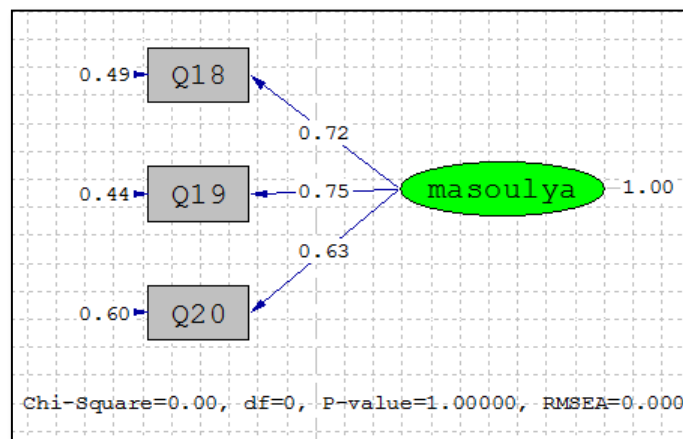 0.49 Q18
0.72
0.44 Q19 0.75 masoulya 1.00
0.63
0.60 Q20
Chi-Square=0.00, df=0, P-value=1.00000, RMSEA=0.000